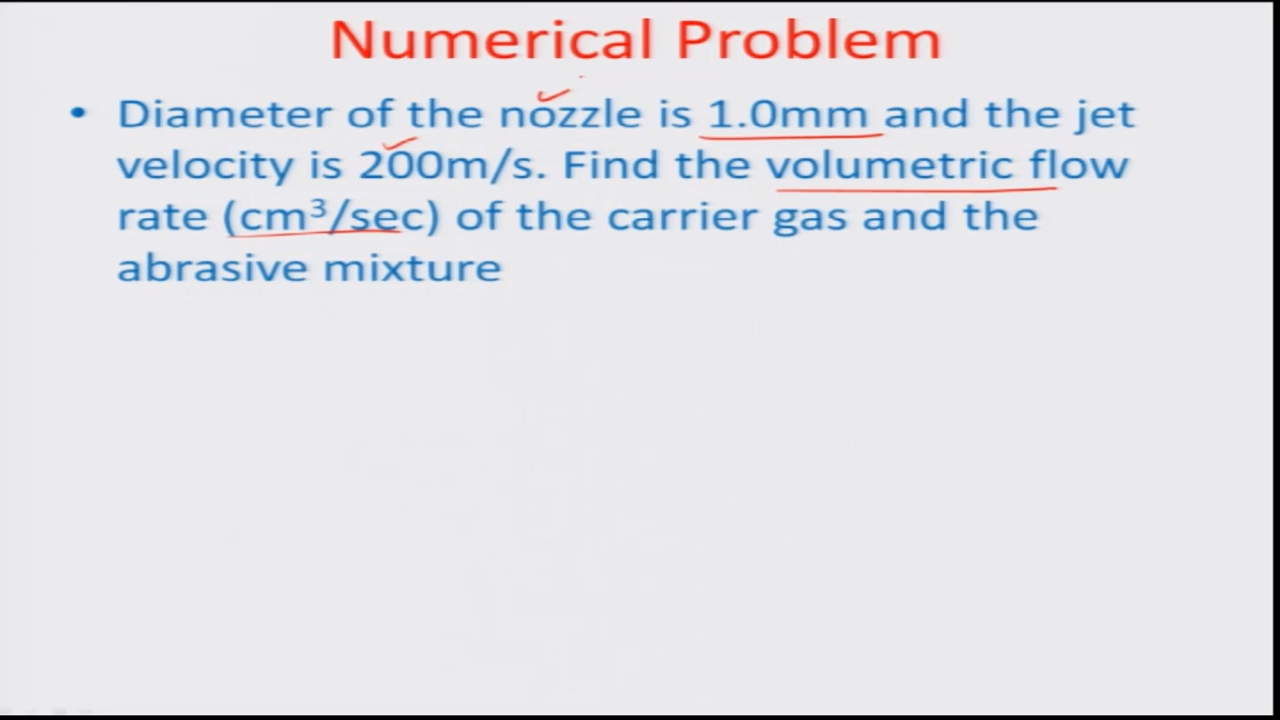 Numerical Problem
• Diameter of the nozzle is 1.0mm and the jet
velocity is 200m/s. Find the volumetric flow
rate (cm³/sec) of the carrier gas and the
abrasive mixture